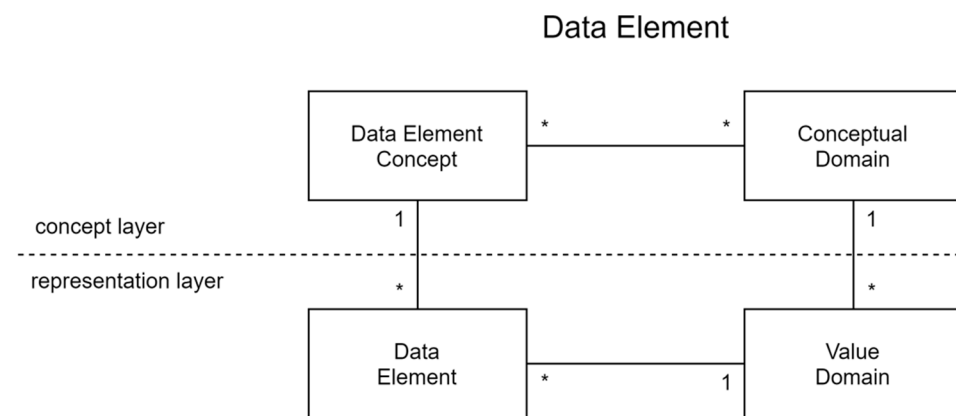 Data Element
Data Element
Concept
* *
Conceptual
Domain
1 1
concept layer
representation layer
* *
Data
Element
* 1
Value
Domain